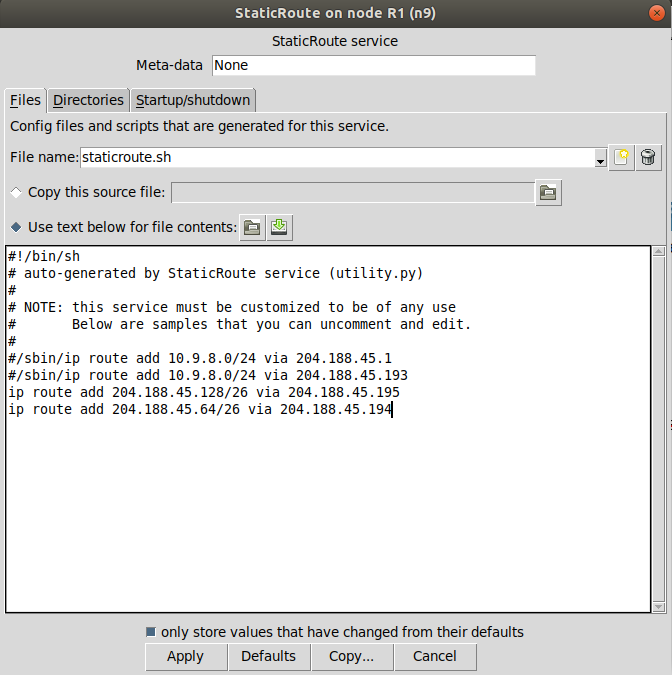 StaticRoute on node R1 (n9)
StaticRoute service
Meta-data None
Files Directories Startup/shutdown
Config files and scripts that are generated for this service.
File name: staticroute.sh
Copy this source file:
Use text below for file contents:
#!/bin/sh
# auto-generated by StaticRoute service (utility.py)
#
# NOTE: this service must be customized to be of any use
#       Below are samples that you can uncomment and edit.
#
#/sbin/ip route add 10.9.8.0/24 via 204.188.45.1
#/sbin/ip route add 10.9.8.0/24 via 204.188.45.193
ip route add 204.188.45.128/26 via 204.188.45.195
ip route add 204.188.45.64/26 via 204.188.45.194
only store values that have changed from their defaults
Apply Defaults Copy... Cancel